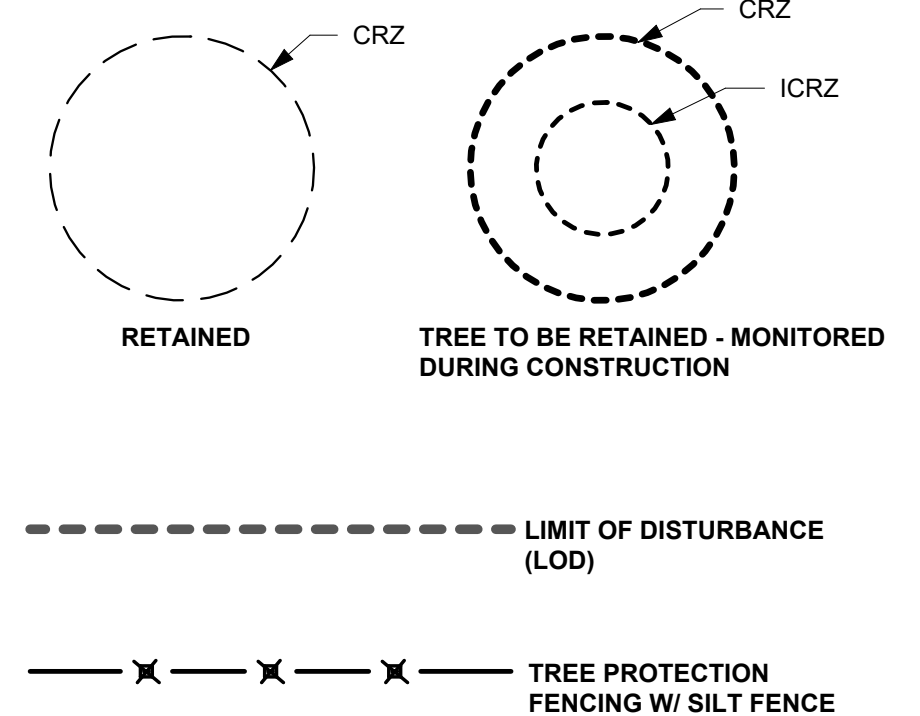 CRZ
CRZ
ICRZ
RETAINED
TREE TO BE RETAINED - MONITORED
DURING CONSTRUCTION
LIMIT OF DISTURBANCE
(LOD)
TREE PROTECTION
FENCING W/ SILT FENCE